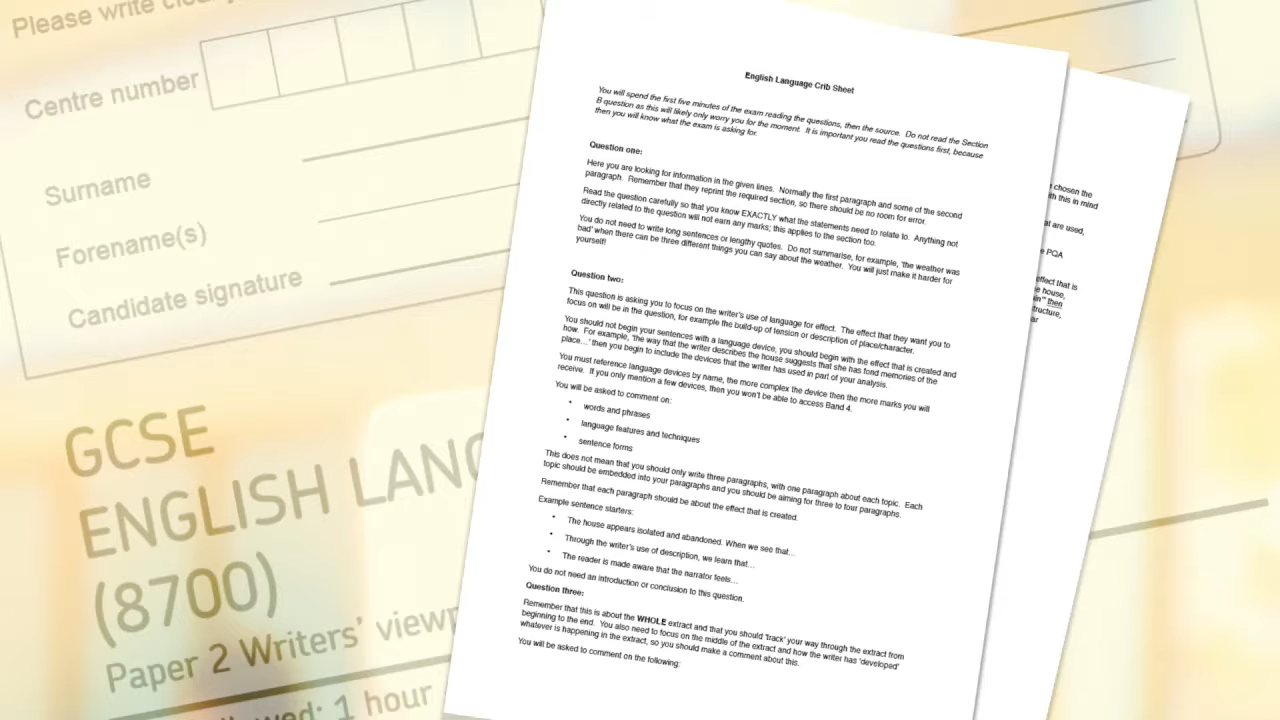 Please write clearly
Centre number
Surname
Forename(s)
Candidate signature
GCSE
ENGLISH LANG
(8700)
Paper 2 Writers' viewp
1 hour
English Language Crib Sheet
You will spend the first five minutes of the exam reading the questions, then the source. Do not read the Section
B question as this will likely only worry you for the moment. It is important you read the questions first, because
then you will know what the exam is asking for.
Question one:
Here you are looking for information in the given lines. Normally the first paragraph and some of the second
paragraph. Remember that they reprint the required section, so there should be no room for error.
Read the question carefully so that you know EXACTLY what the statements need to relate to. Anything not
directly related to the question will not earn any marks; this applies to the section too.
You do not need to write long sentences or lengthy quotes. Do not summarise, for example, 'the weather was
bad' when there can be three different things you can say about the weather. You will just make it harder for
yourself!
Question two:
This question is asking you to focus on the writer's use of language for effect. The effect that they want you to
focus on will be in the question, for example the build-up of tension or description of place/character.
You should not begin your sentences with a language device, you should begin with the effect that is created and
how. For example, 'the way that the writer describes the house suggests that she has fond memories of the
place…' then you begin to include the devices that the writer has used in part of your analysis.
You must reference language devices by name, the more complex the device then the more marks you will
receive. If you only mention a few devices, then you won't be able to access Band 4.
You will be asked to comment on:
• words and phrases
• language features and techniques
• sentence forms
This does not mean that you should only write three paragraphs, with one paragraph about each topic. Each
topic should be embedded into your paragraphs and you should be aiming for three to four paragraphs.
Remember that each paragraph should be about the effect that is created.
Example sentence starters:
• The house appears isolated and abandoned. When we see that…
• Through the writer's use of description, we learn that…
• The reader is made aware that the narrator feels…
You do not need an introduction or conclusion to this question.
Question three:
Remember that this is about the WHOLE extract and that you should 'track' your way through the extract from
beginning to the end. You also need to focus on the middle of the extract and how the writer has 'developed'
whatever is happening in the extract, so you should make a comment about this.
You will be asked to comment on the following:
chosen the
th this in mind
at are used,
PQA
effect that is
house,
then
tructure,